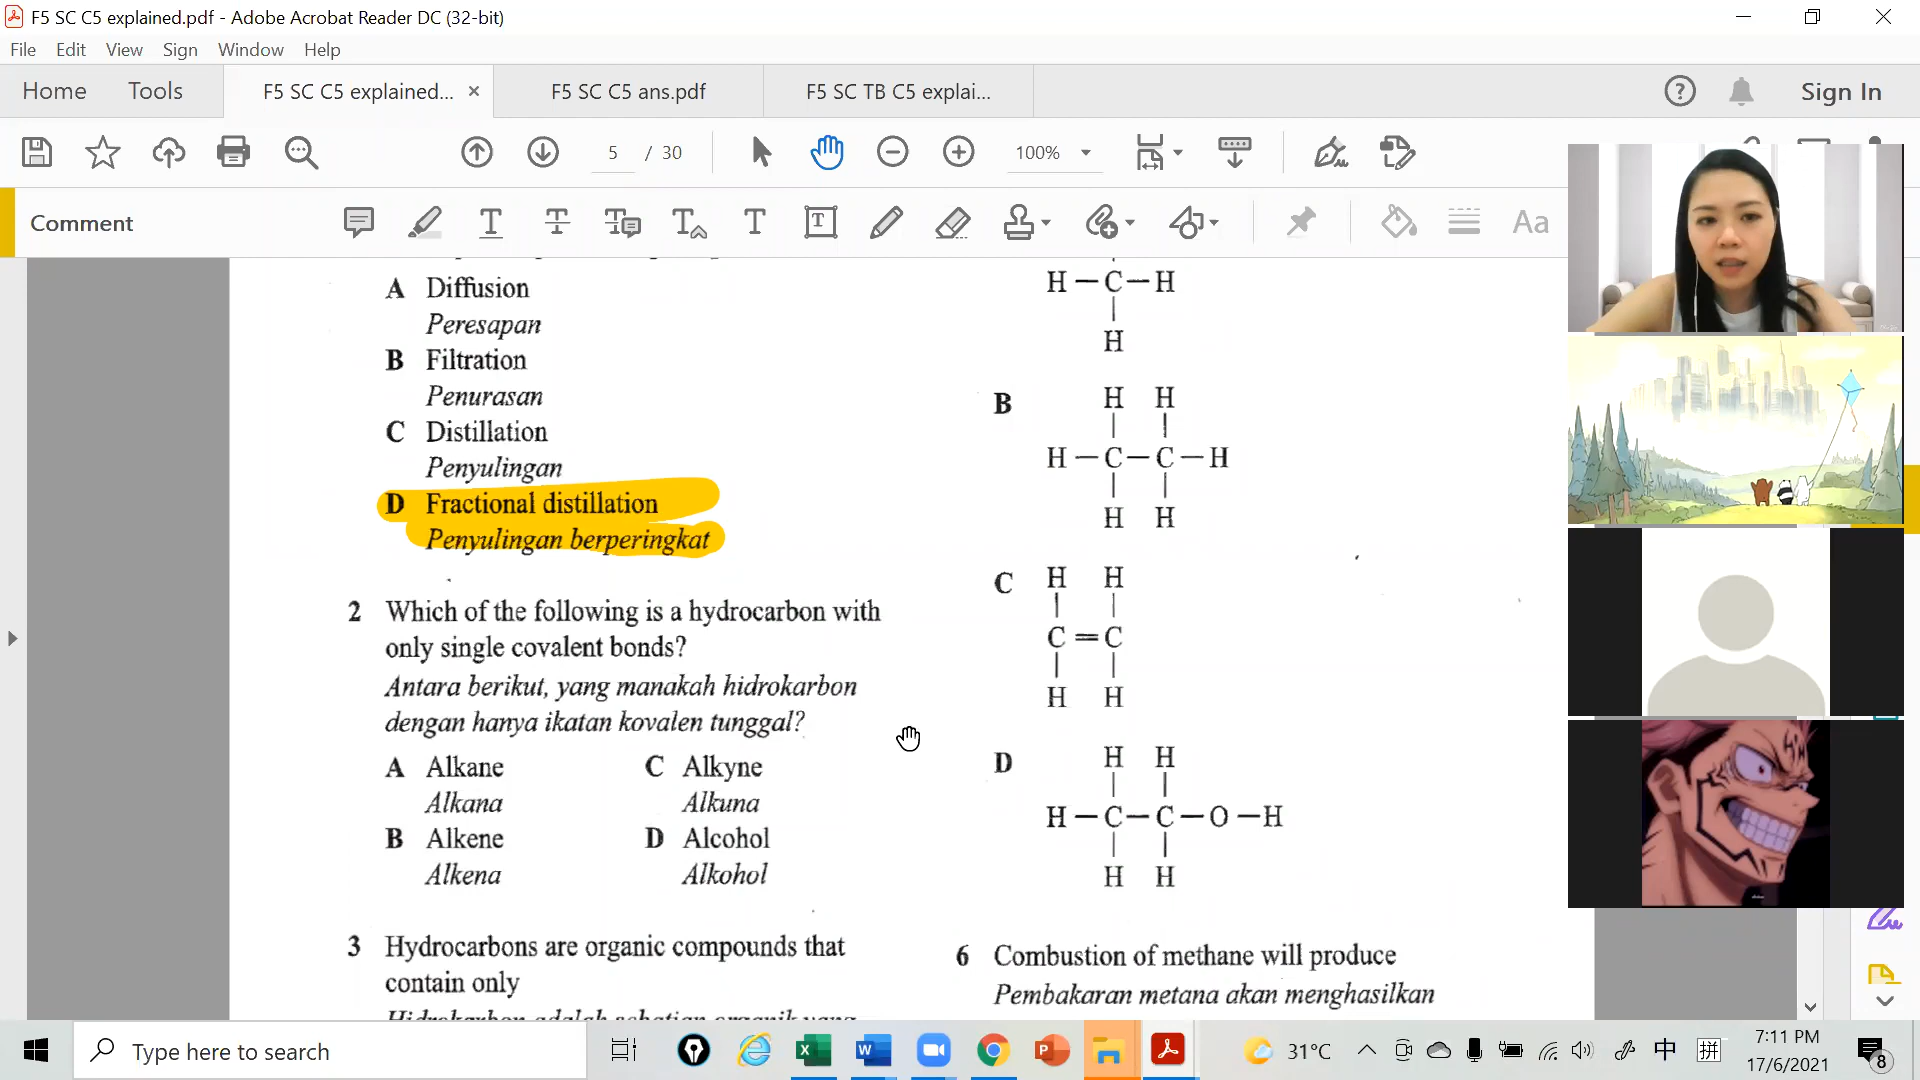 F5 SC C5 explained.pdf - Adobe Acrobat Reader DC (32-bit)
File Edit View Sign Window Help
Home Tools F5 SC C5 explained... × F5 SC C5 ans.pdf F5 SC TB C5 explai... Sign In
5 / 30 100%
Comment Aa
A Diffusion
Peresapan
B Filtration
Penurasan
C Distillation
Penyulingan
D Fractional distillation
Penyulingan berperingkat
2 Which of the following is a hydrocarbon with
only single covalent bonds?
Antara berikut, yang manakah hidrokarbon
dengan hanya ikatan kovalen tunggal?
A Alkane
Alkana
B Alkene
Alkena
C Alkyne
Alkuna
D Alcohol
Alkohol
3 Hydrocarbons are organic compounds that
contain only
Hidrokarbon adalah sebatian organik yang
H – C – H
H
B
H H
H – C – C – H
H H
C
H H
C = C
H H
D
H H
H – C – C – O – H
H H
6 Combustion of methane will produce
Pembakaran metana akan menghasilkan
Type here to search
31°C
中
拼
7:11 PM
17/6/2021
8